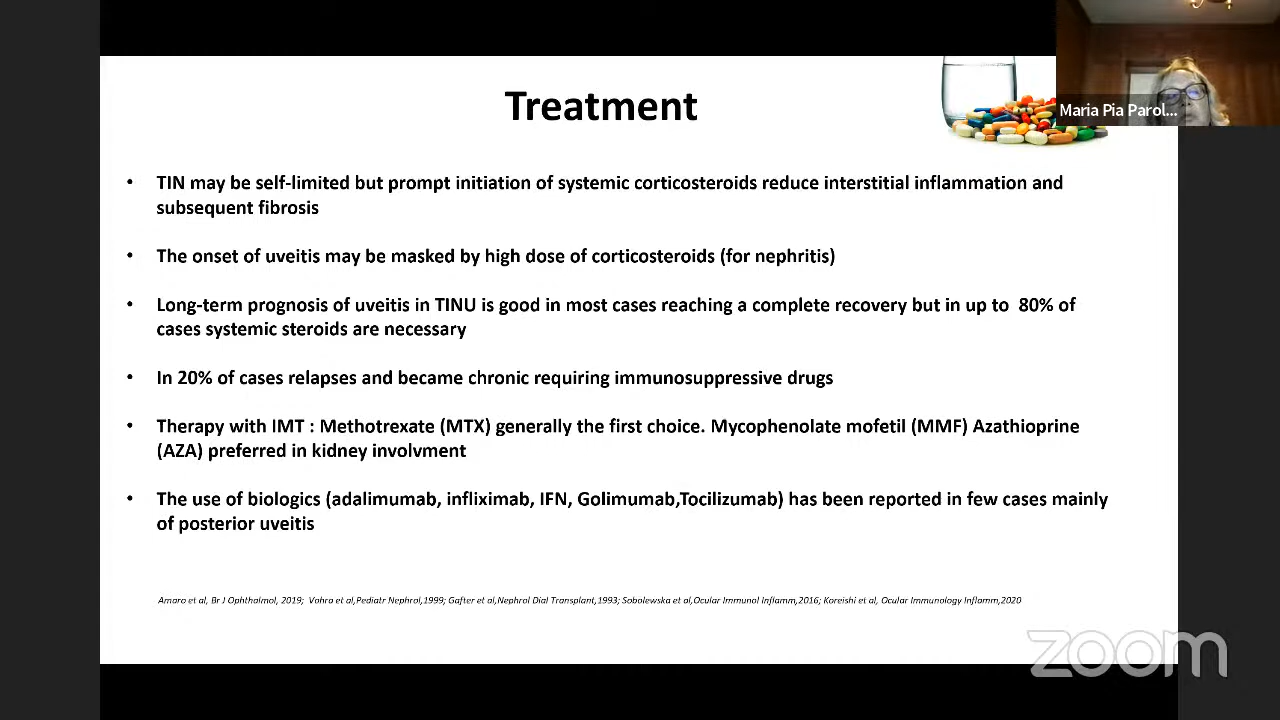 Treatment
Maria Pia Parol...
• TIN may be self-limited but prompt initiation of systemic corticosteroids reduce interstitial inflammation and
subsequent fibrosis
• The onset of uveitis may be masked by high dose of corticosteroids (for nephritis)
• Long-term prognosis of uveitis in TINU is good in most cases reaching a complete recovery but in up to 80% of
cases systemic steroids are necessary
• In 20% of cases relapses and became chronic requiring immunosuppressive drugs
• Therapy with IMT : Methotrexate (MTX) generally the first choice. Mycophenolate mofetil (MMF) Azathioprine
(AZA) preferred in kidney involvment
• The use of biologics (adalimumab, infliximab, IFN, Golimumab,Tocilizumab) has been reported in few cases mainly
of posterior uveitis
Amaro et al, Br J Ophthalmol, 2019; Vohra et al,Pediatr Nephrol,1999; Gafter et al,Nephrol Dial Transplant,1993; Sobolewska et al,Ocular Immunol Inflamm,2016; Koreishi et al, Ocular Immunology Inflamm,2020
zoom